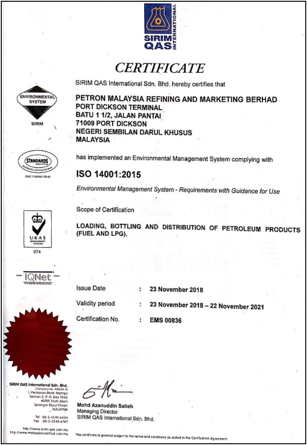 SIRIM
QAS
INTERNATIONAL
CERTIFICATE
SIRIM QAS International Sdn. Bhd. hereby certifies that
ENVIRONMENTAL
SYSTEM
SIRIM
PETRON MALAYSIA REFINING AND MARKETING BERHAD
PORT DICKSON TERMINAL
BATU 1 1/2, JALAN PANTAI
71009 PORT DICKSON
NEGERI SEMBILAN DARUL KHUSUS
MALAYSIA
STANDARDS
has implemented an Environmental Management System complying with
ISO 14001:2015
Environmental Management System - Requirements with Guidance for Use
Scope of Certification
LOADING, BOTTLING AND DISTRIBUTION OF PETROLEUM PRODUCTS
(FUEL AND LPG).
UKAS
074
IQNet
Issue Date : 23 November 2018
Validity period : 23 November 2018 – 22 November 2021
Certification No. : EMS 00836
SIRIM QAS International Sdn. Bhd.
Mohd Azanuddin Salleh
Managing Director
SIRIM QAS International Sdn. Bhd.
The certificate is granted subject to the terms and conditions as stated in the Certification Agreement